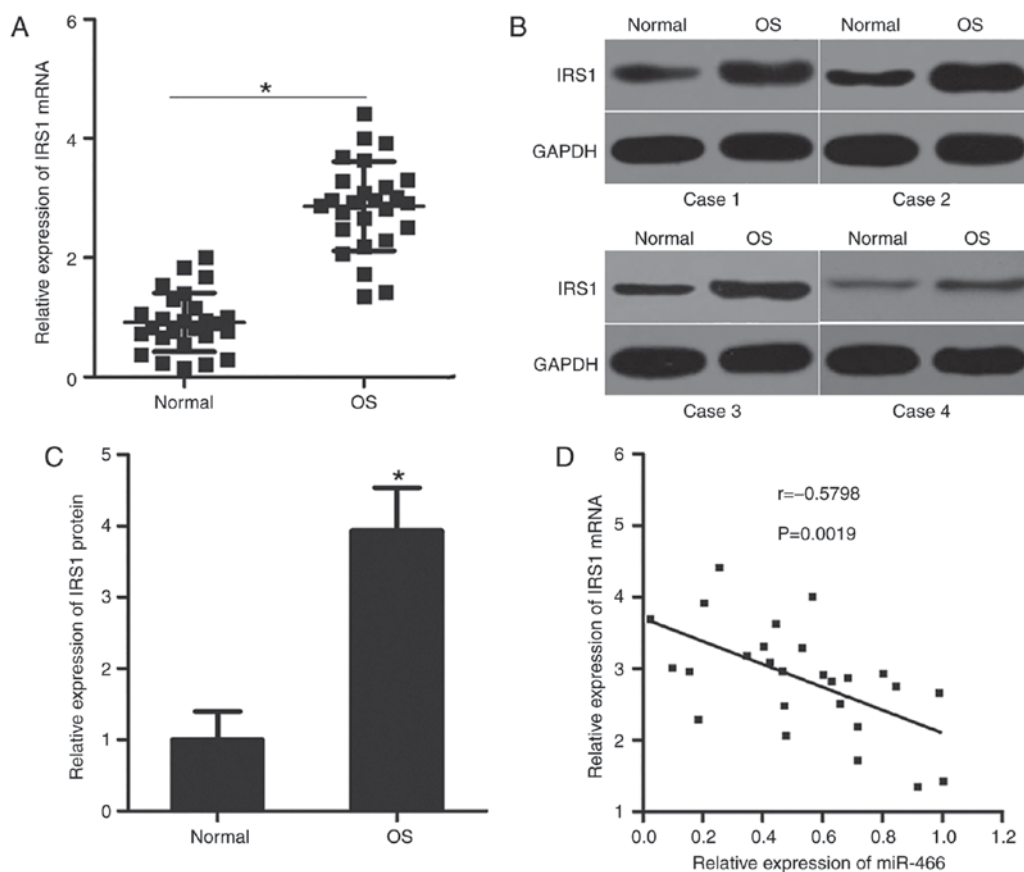 A
Relative expression of IRS1 mRNA
6
4
2
0
*
Normal OS
B
Normal OS Normal OS
IRS1
GAPDH
Case 1 Case 2
Normal OS Normal OS
IRS1
GAPDH
Case 3 Case 4
C
Relative expression of IRS1 protein
5
4
3
2
1
0
*
Normal OS
D
Relative expression of IRS1 mRNA
6
5
4
3
2
1
r=−0.5798
P=0.0019
0.0 0.2 0.4 0.6 0.8 1.0 1.2
Relative expression of miR-466